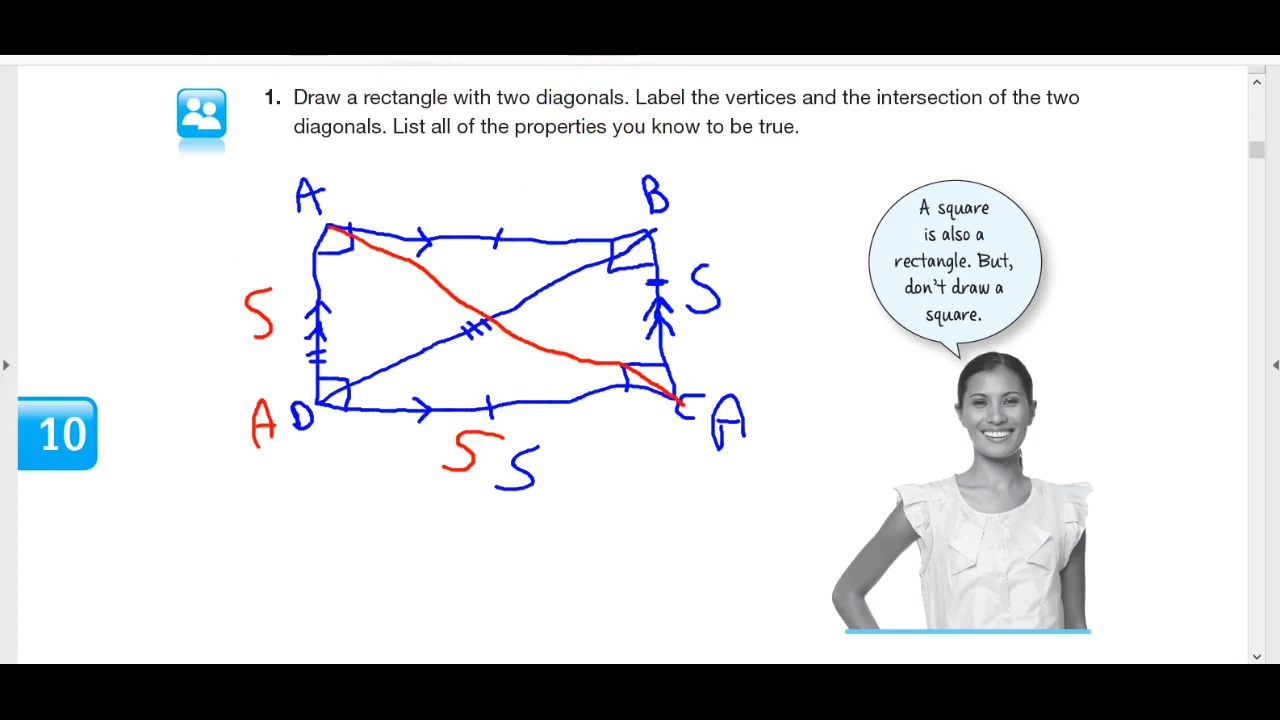 1. Draw a rectangle with two diagonals. Label the vertices and the intersection of the two
diagonals. List all of the properties you know to be true.
A
B
A square
is also a
rectangle. But,
don't draw a
square.
S
S
A D
C A
10
S S